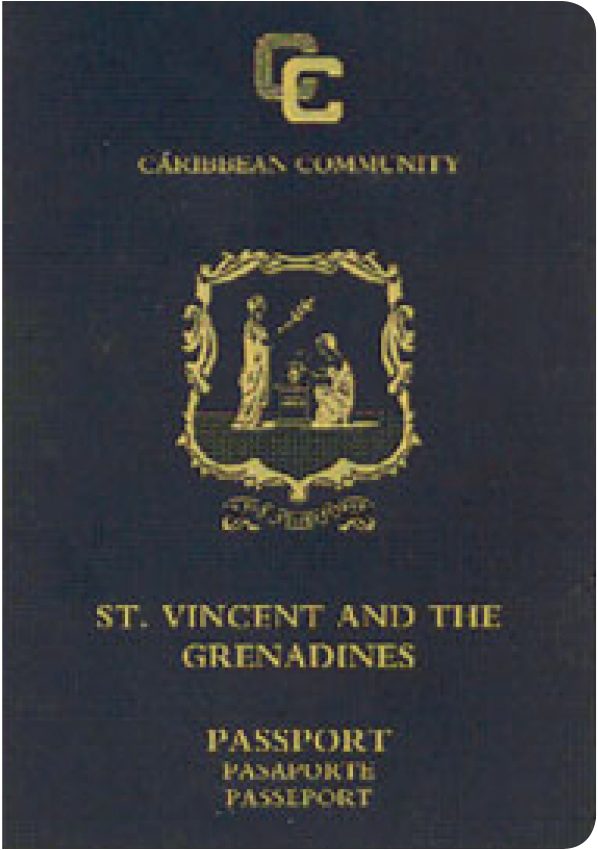 CARIBBEAN COMMUNITY
ST. VINCENT AND THE
GRENADINES
PASSPORT
PASAPORTE
PASSEPORT